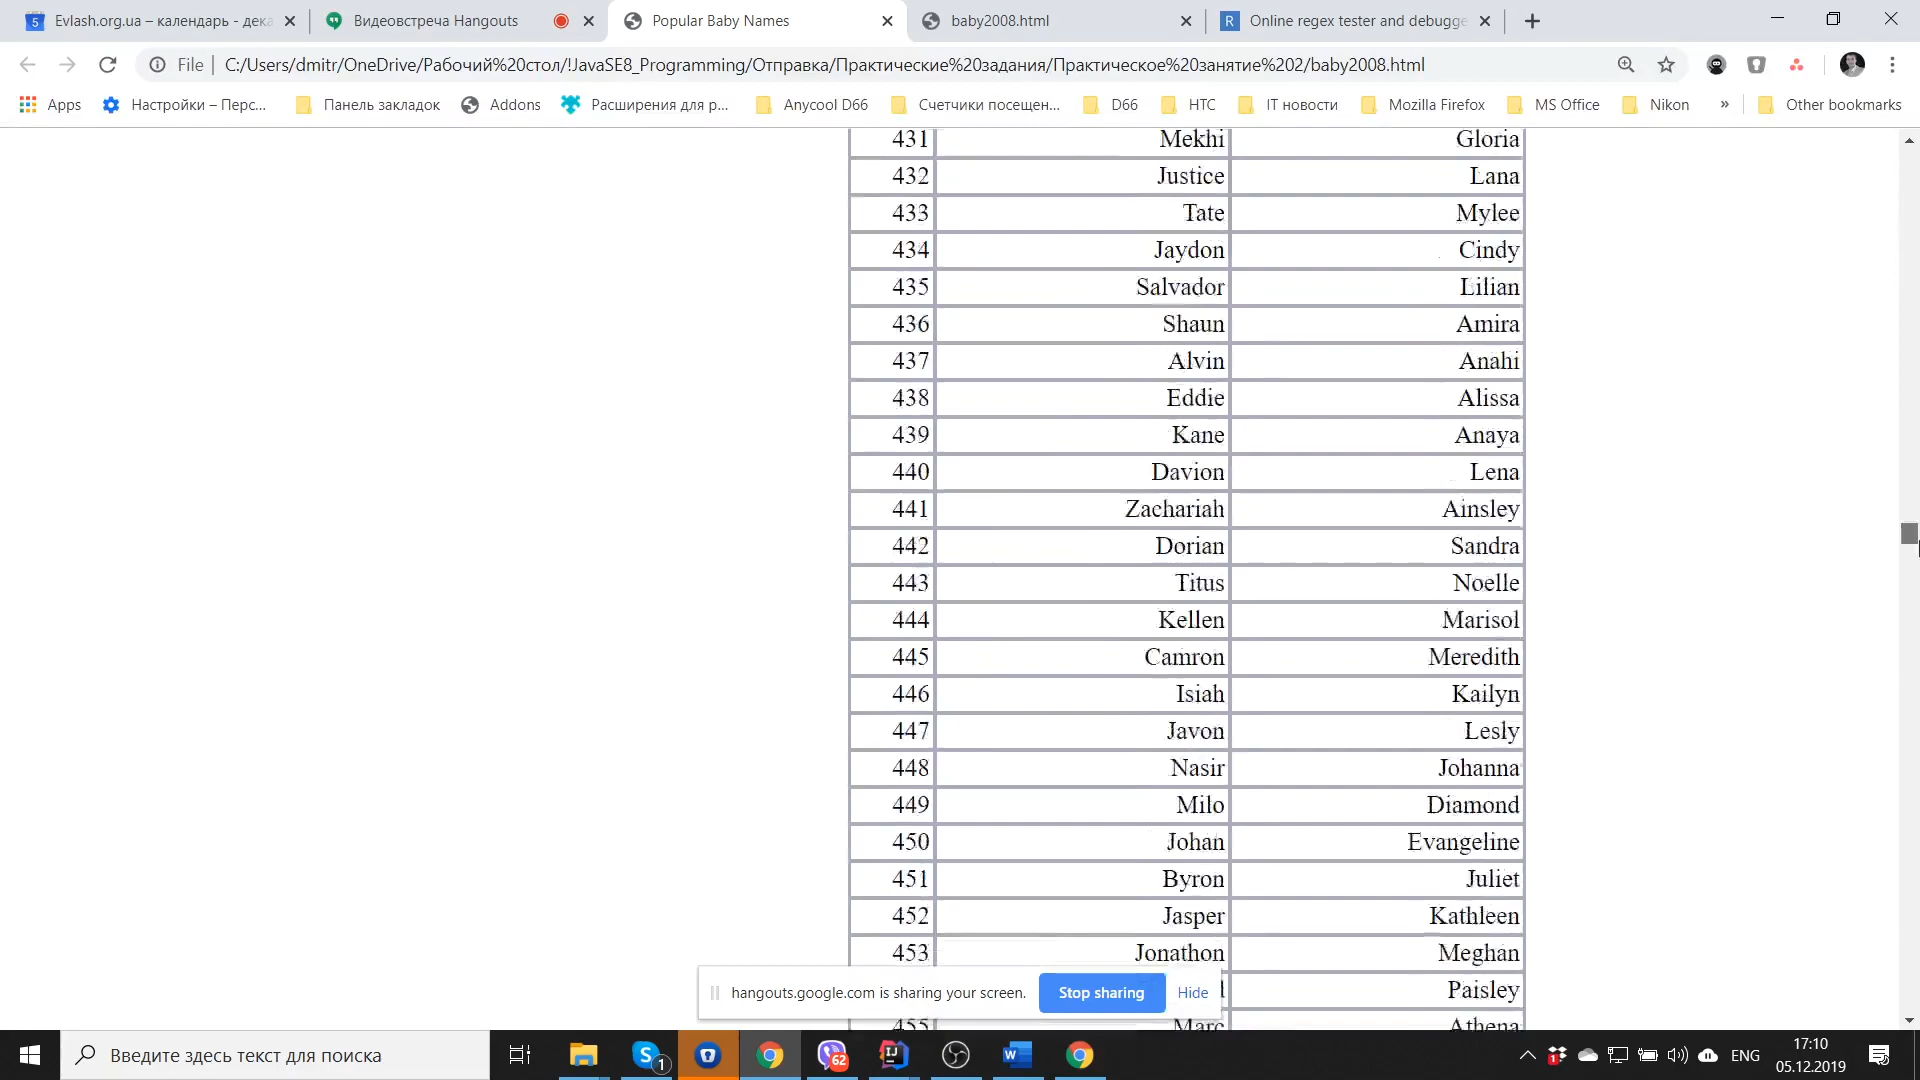 5 Evlash.org.ua – календарь - дека
Видеовстреча Hangouts
Popular Baby Names
baby2008.html
R Online regex tester and debugge
File | C:/Users/dmitr/OneDrive/Рабочий%20стол/!JavaSE8_Programming/Отправка/Практические%20задания/Практическое%20занятие%202/baby2008.html
Apps Настройки – Перс... Панель закладок Addons Расширения для р... Anycool D66 Счетчики посещен... D66 HTC IT новости Mozilla Firefox MS Office Nikon » Other bookmarks
431 Mekhi Gloria
432 Justice Lana
433 Tate Mylee
434 Jaydon Cindy
435 Salvador Lilian
436 Shaun Amira
437 Alvin Anahi
438 Eddie Alissa
439 Kane Anaya
440 Davion Lena
441 Zachariah Ainsley
442 Dorian Sandra
443 Titus Noelle
444 Kellen Marisol
445 Camron Meredith
446 Isiah Kailyn
447 Javon Lesly
448 Nasir Johanna
449 Milo Diamond
450 Johan Evangeline
451 Byron Juliet
452 Jasper Kathleen
453 Jonathon Meghan
Paisley
455 Marc Athena
hangouts.google.com is sharing your screen. Stop sharing Hide
Введите здесь текст для поиска
1
62
ENG
17:10
05.12.2019